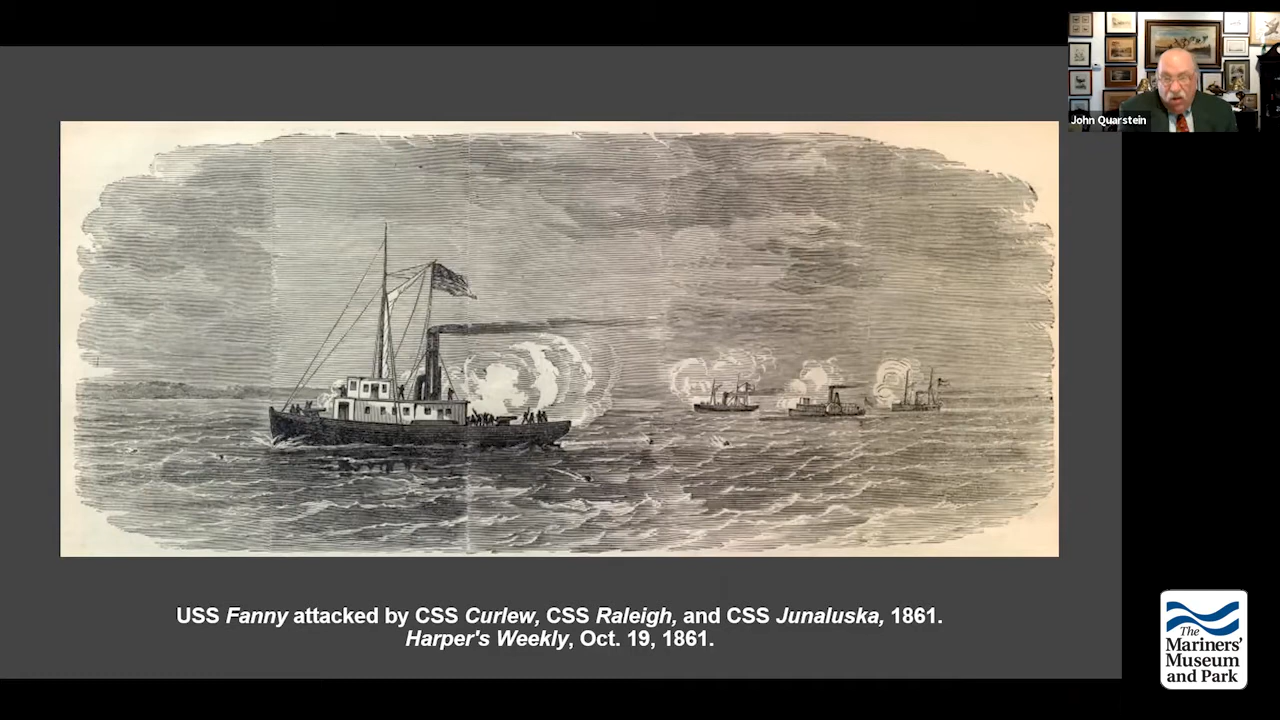 John Quarstein
USS Fanny attacked by CSS Curlew, CSS Raleigh, and CSS Junaluska, 1861.
Harper's Weekly, Oct. 19, 1861.
The
Mariners'
Museum
and Park